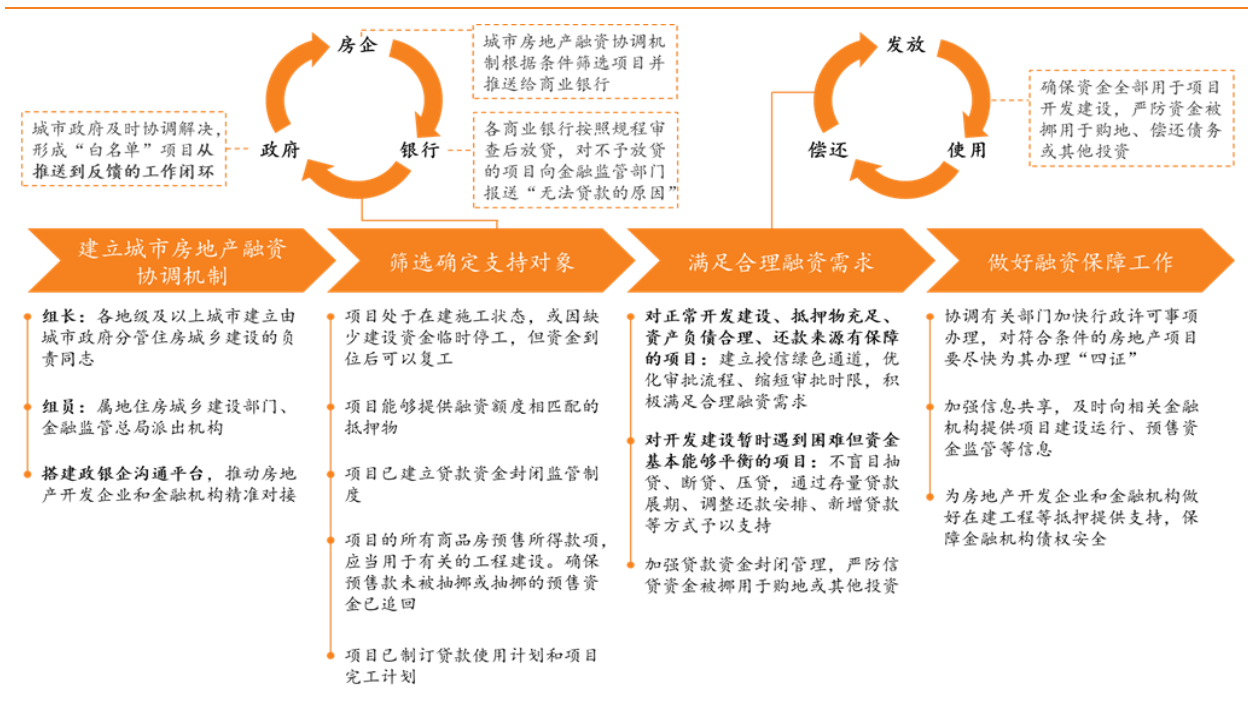 房企
城市房地产融资协调机
制根据条件筛选项目并
推送给商业银行
政府
城市政府及时协调解决，
形成“白名单”项目从
推送到反馈的工作闭环
银行
各商业银行按照规程审
查后放贷，对不予放贷
的项目向金融监管部门
报送“无法贷款的原因”
发放
偿还
使用
确保资金全部用于项目
开发建设，严防资金被
挪用于购地、偿还债务
或其他投资
建立城市房地产融资
协调机制
组长：各地级及以上城市建立由
城市政府分管住房城乡建设的负
责同志
组员：属地住房城乡建设部门、
金融监管总局派出机构
搭建政银企沟通平台，推动房地
产开发企业和金融机构精准对接
筛选确定支持对象
项目处于在建施工状态，或因缺
少建设资金临时停工，但资金到
位后可以复工
项目能够提供融资额度相匹配的
抵押物
项目已建立贷款资金封闭监管制
度
项目的所有商品房预售所得款项，
应当用于有关的工程建设。确保
预售款未被抽挪或抽挪的预售资
金已追回
项目已制订贷款使用计划和项目
完工计划
满足合理融资需求
对正常开发建设、抵押物充足、
资产负债合理、还款来源有保障
的项目：建立授信绿色通道，优
化审批流程、缩短审批时限，积
极满足合理融资需求
对开发建设暂时遇到困难但资金
基本能够平衡的项目：不盲目抽
贷、断贷、压贷，通过存量贷款
展期、调整还款安排、新增贷款
等方式予以支持
加强贷款资金封闭管理，严防信
贷资金被挪用于购地或其他投资
做好融资保障工作
协调有关部门加快行政许可事项
办理，对符合条件的房地产项目
要尽快为其办理“四证”
加强信息共享，及时向相关金融
机构提供项目建设运行、预售资
金监管等信息
为房地产开发企业和金融机构做
好在建工程等抵押提供支持，保
障金融机构债权安全